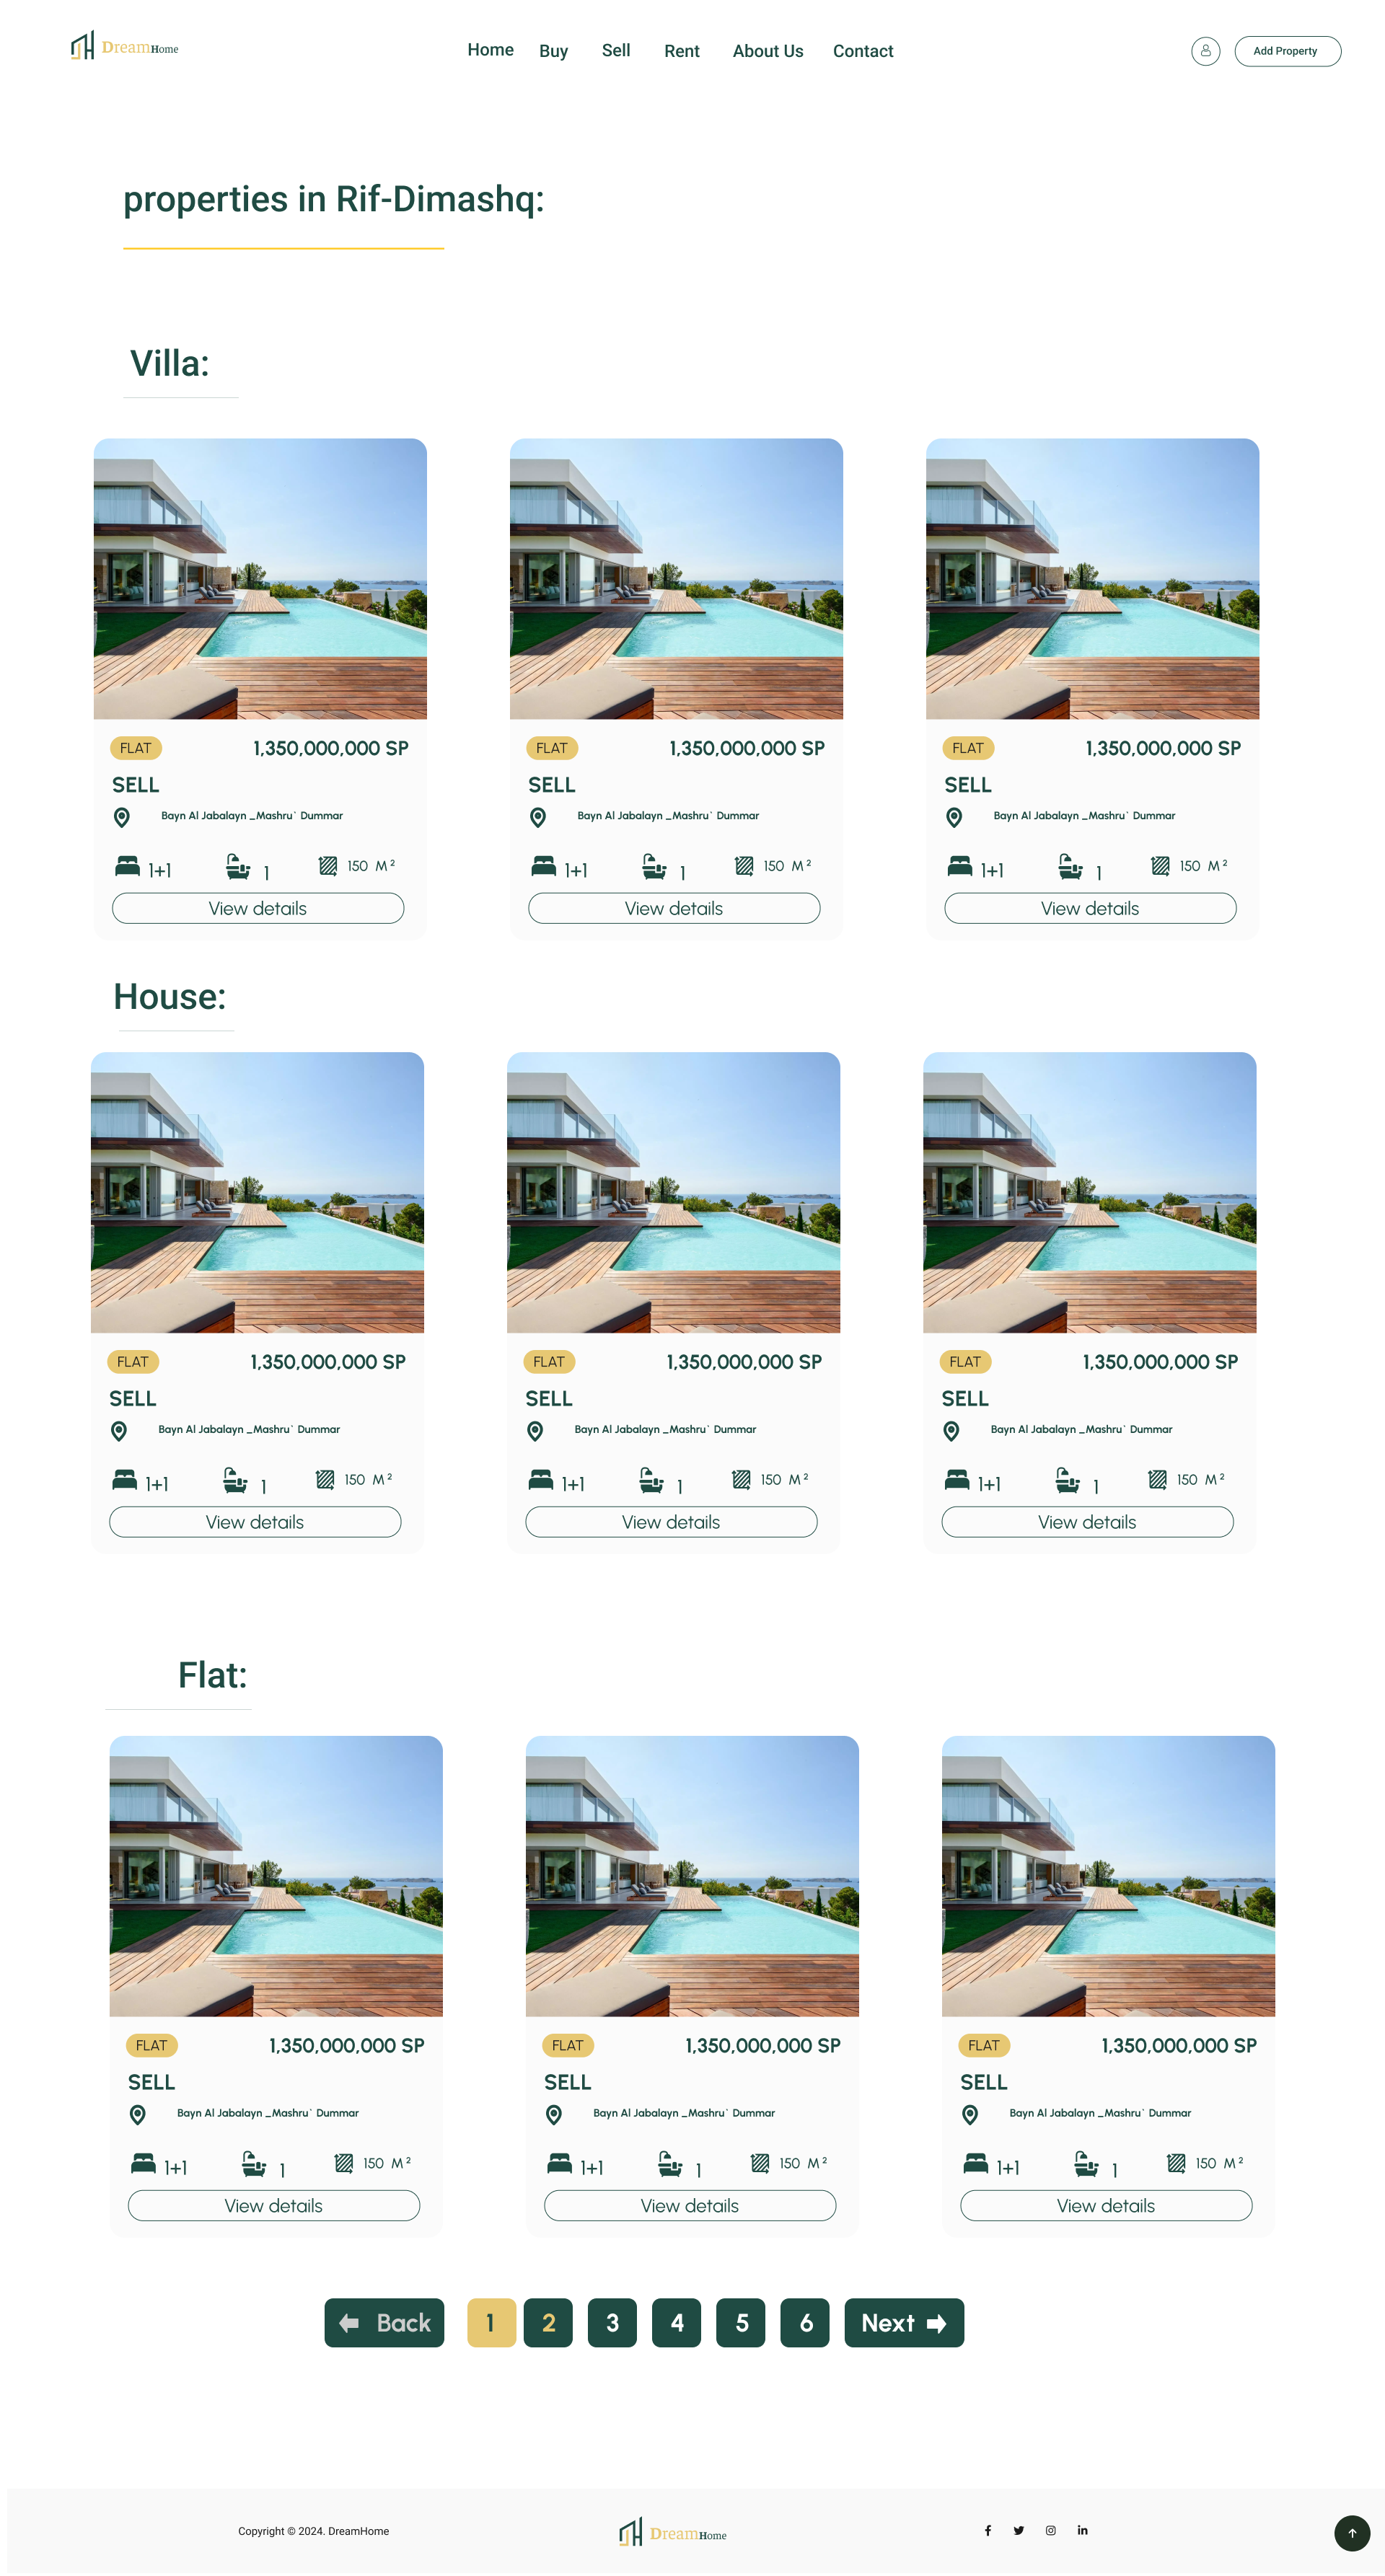 DreamHome
Home Buy Sell Rent About Us Contact
Add Property
properties in Rif-Dimashq:
Villa:
FLAT 1,350,000,000 SP
SELL
Bayn Al Jabalayn _Mashru` Dummar
1+1 1 150 M²
View details
FLAT 1,350,000,000 SP
SELL
Bayn Al Jabalayn _Mashru` Dummar
1+1 1 150 M²
View details
FLAT 1,350,000,000 SP
SELL
Bayn Al Jabalayn _Mashru` Dummar
1+1 1 150 M²
View details
House:
FLAT 1,350,000,000 SP
SELL
Bayn Al Jabalayn _Mashru` Dummar
1+1 1 150 M²
View details
FLAT 1,350,000,000 SP
SELL
Bayn Al Jabalayn _Mashru` Dummar
1+1 1 150 M²
View details
FLAT 1,350,000,000 SP
SELL
Bayn Al Jabalayn _Mashru` Dummar
1+1 1 150 M²
View details
Flat:
FLAT 1,350,000,000 SP
SELL
Bayn Al Jabalayn _Mashru` Dummar
1+1 1 150 M²
View details
FLAT 1,350,000,000 SP
SELL
Bayn Al Jabalayn _Mashru` Dummar
1+1 1 150 M²
View details
FLAT 1,350,000,000 SP
SELL
Bayn Al Jabalayn _Mashru` Dummar
1+1 1 150 M²
View details
Back 1 2 3 4 5 6 Next
Copyright © 2024. DreamHome
DreamHome